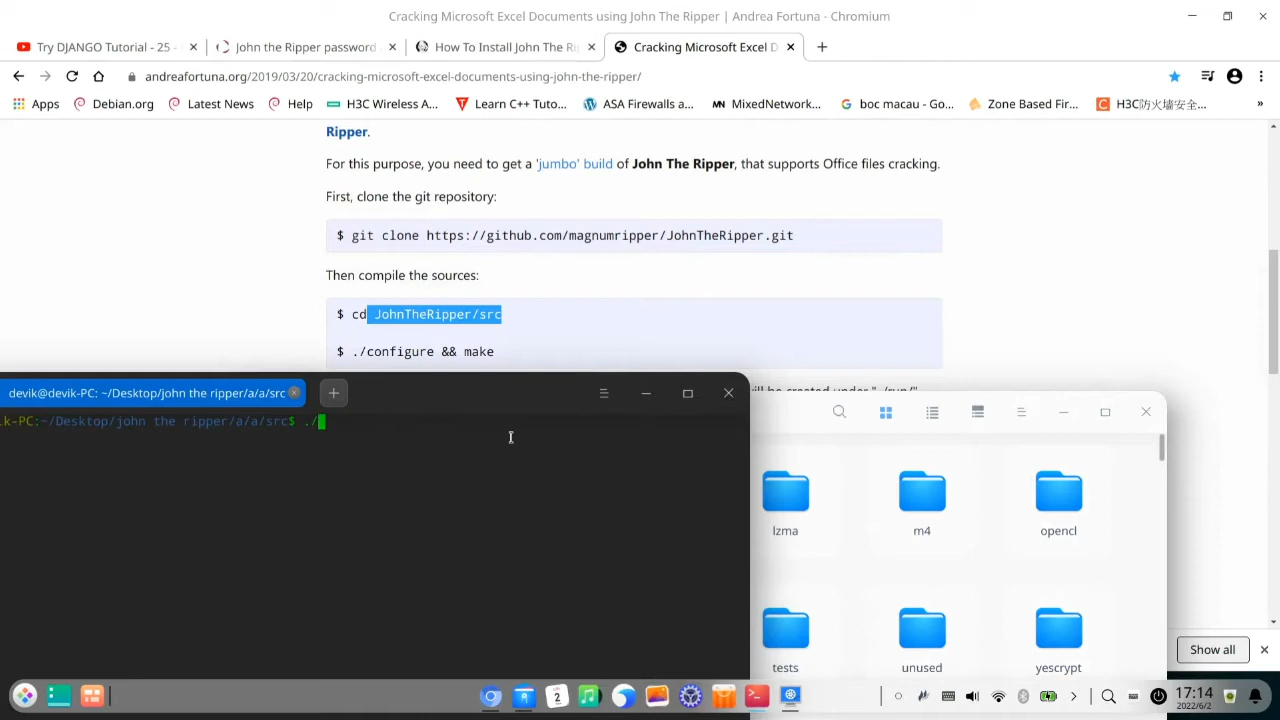 Cracking Microsoft Excel Documents using John The Ripper | Andrea Fortuna - Chromium
Try DJANGO Tutorial - 25 -
John the Ripper password
How To Install John The Ri
Cracking Microsoft Excel D
andreafortuna.org/2019/03/20/cracking-microsoft-excel-documents-using-john-the-ripper/
Apps
Debian.org
Latest News
Help
H3C Wireless A...
Learn C++ Tuto...
ASA Firewalls a...
MixedNetwork...
boc macau - Go...
Zone Based Fir...
H3C防火墙安全...
»
Ripper.
For this purpose, you need to get a 'jumbo' build of John The Ripper, that supports Office files cracking.
First, clone the git repository:
$ git clone https://github.com/magnumripper/JohnTheRipper.git
Then compile the sources:
$ cd JohnTheRipper/src
$ ./configure && make
devik@devik-PC: ~/Desktop/john the ripper/a/a/src
k-PC:~/Desktop/john the ripper/a/a/src$ ./
lzma
m4
opencl
tests
unused
yescrypt
Show all
17:14
2022/6/2